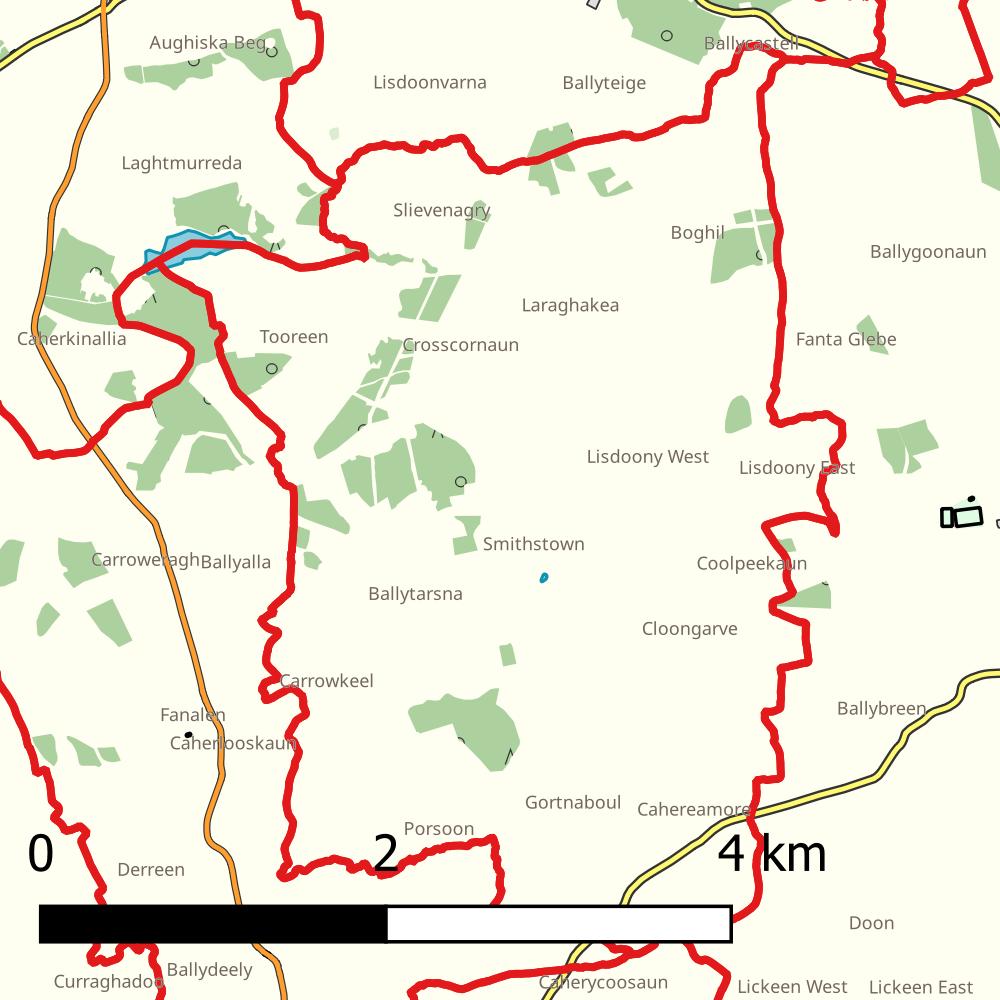 Aughiska Beg
Ballycastell
Lisdoonvarna
Ballyteige
Laghtmurreda
Slievenagry
Boghil
Ballygoonaun
Laraghakea
Caherkinallia
Tooreen
Crosscornaun
Fanta Glebe
Lisdoony West
Lisdoony East
Smithstown
Carroweragh
Ballyalla
Coolpeekaun
Ballytarsna
Cloongarve
Carrowkeel
Ballybreen
Fanalen
Caherlooskaun
Gortnaboul
Cahereamore
Porsoon
0
2
4 km
Derreen
Doon
Curraghadoo
Ballydeely
Caherycoosaun
Lickeen West
Lickeen East